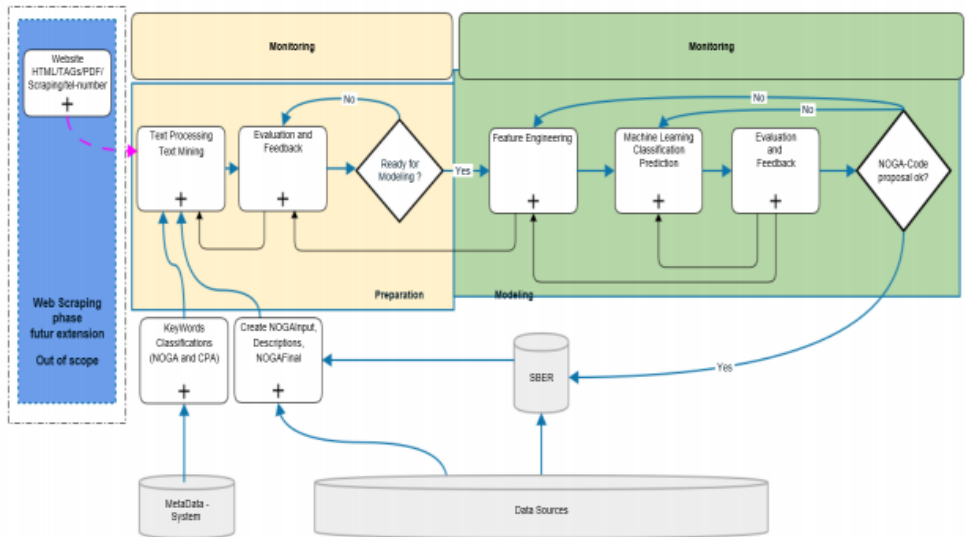 Monitoring
Monitoring
Website
HTML/TAGs/PDF/
Scraping/tel-number
No
No
No
Text Processing
Text Mining
Evaluation and
Feedback
Ready for
Modeling ?
Yes
Feature Engineering
Machine Learning
Classification
Prediction
Evaluation
and
Feedback
NOGA-Code
proposal ok?
Preparation
Modeling
Web Scraping
phase
futur extension
Out of scope
KeyWords
Classifications
(NOGA and CPA)
Create NOGAInput,
Descriptions,
NOGAFinal
SBER
Yes
MetaData -
System
Data Sources